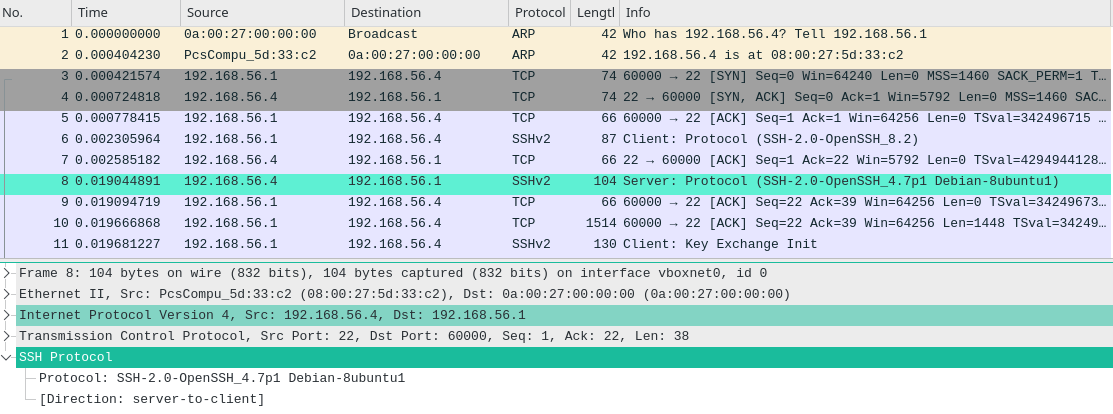 No. Time Source Destination Protocol Lengtl Info
1 0.000000000 0a:00:27:00:00:00 Broadcast ARP 42 Who has 192.168.56.4? Tell 192.168.56.1
2 0.000404230 PcsCompu_5d:33:c2 0a:00:27:00:00:00 ARP 42 192.168.56.4 is at 08:00:27:5d:33:c2
3 0.000421574 192.168.56.1 192.168.56.4 TCP 74 60000 → 22 [SYN] Seq=0 Win=64240 Len=0 MSS=1460 SACK_PERM=1 T…
4 0.000724818 192.168.56.4 192.168.56.1 TCP 74 22 → 60000 [SYN, ACK] Seq=0 Ack=1 Win=5792 Len=0 MSS=1460 SAC…
5 0.000778415 192.168.56.1 192.168.56.4 TCP 66 60000 → 22 [ACK] Seq=1 Ack=1 Win=64256 Len=0 TSval=342496715 …
6 0.002305964 192.168.56.1 192.168.56.4 SSHv2 87 Client: Protocol (SSH-2.0-OpenSSH_8.2)
7 0.002585182 192.168.56.4 192.168.56.1 TCP 66 22 → 60000 [ACK] Seq=1 Ack=22 Win=5792 Len=0 TSval=4294944128…
8 0.019044891 192.168.56.4 192.168.56.1 SSHv2 104 Server: Protocol (SSH-2.0-OpenSSH_4.7p1 Debian-8ubuntu1)
9 0.019094719 192.168.56.1 192.168.56.4 TCP 66 60000 → 22 [ACK] Seq=22 Ack=39 Win=64256 Len=0 TSval=34249673…
10 0.019666868 192.168.56.1 192.168.56.4 TCP 1514 60000 → 22 [ACK] Seq=22 Ack=39 Win=64256 Len=1448 TSval=34249…
11 0.019681227 192.168.56.1 192.168.56.4 SSHv2 130 Client: Key Exchange Init
Frame 8: 104 bytes on wire (832 bits), 104 bytes captured (832 bits) on interface vboxnet0, id 0
Ethernet II, Src: PcsCompu_5d:33:c2 (08:00:27:5d:33:c2), Dst: 0a:00:27:00:00:00 (0a:00:27:00:00:00)
Internet Protocol Version 4, Src: 192.168.56.4, Dst: 192.168.56.1
Transmission Control Protocol, Src Port: 22, Dst Port: 60000, Seq: 1, Ack: 22, Len: 38
SSH Protocol
Protocol: SSH-2.0-OpenSSH_4.7p1 Debian-8ubuntu1
[Direction: server-to-client]